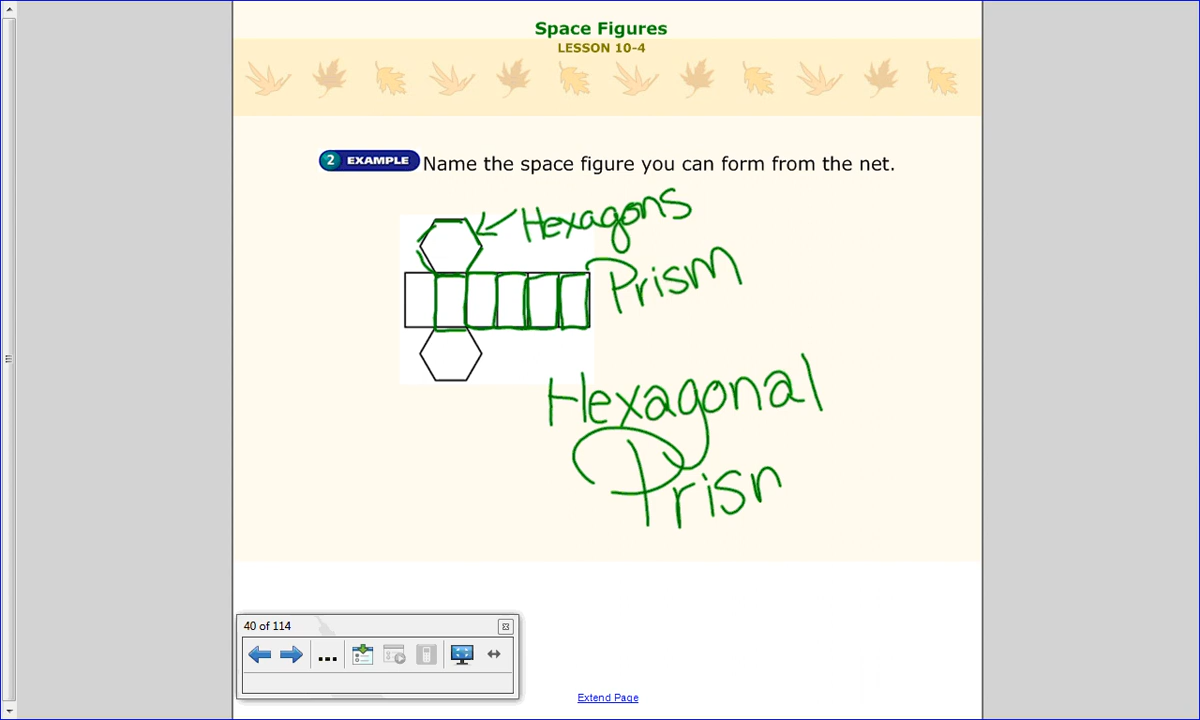 Space Figures
LESSON 10-4
2 EXAMPLE Name the space figure you can form from the net.
Hexagons
Prism
Hexagonal
Prisn
40 of 114
...
Extend Page